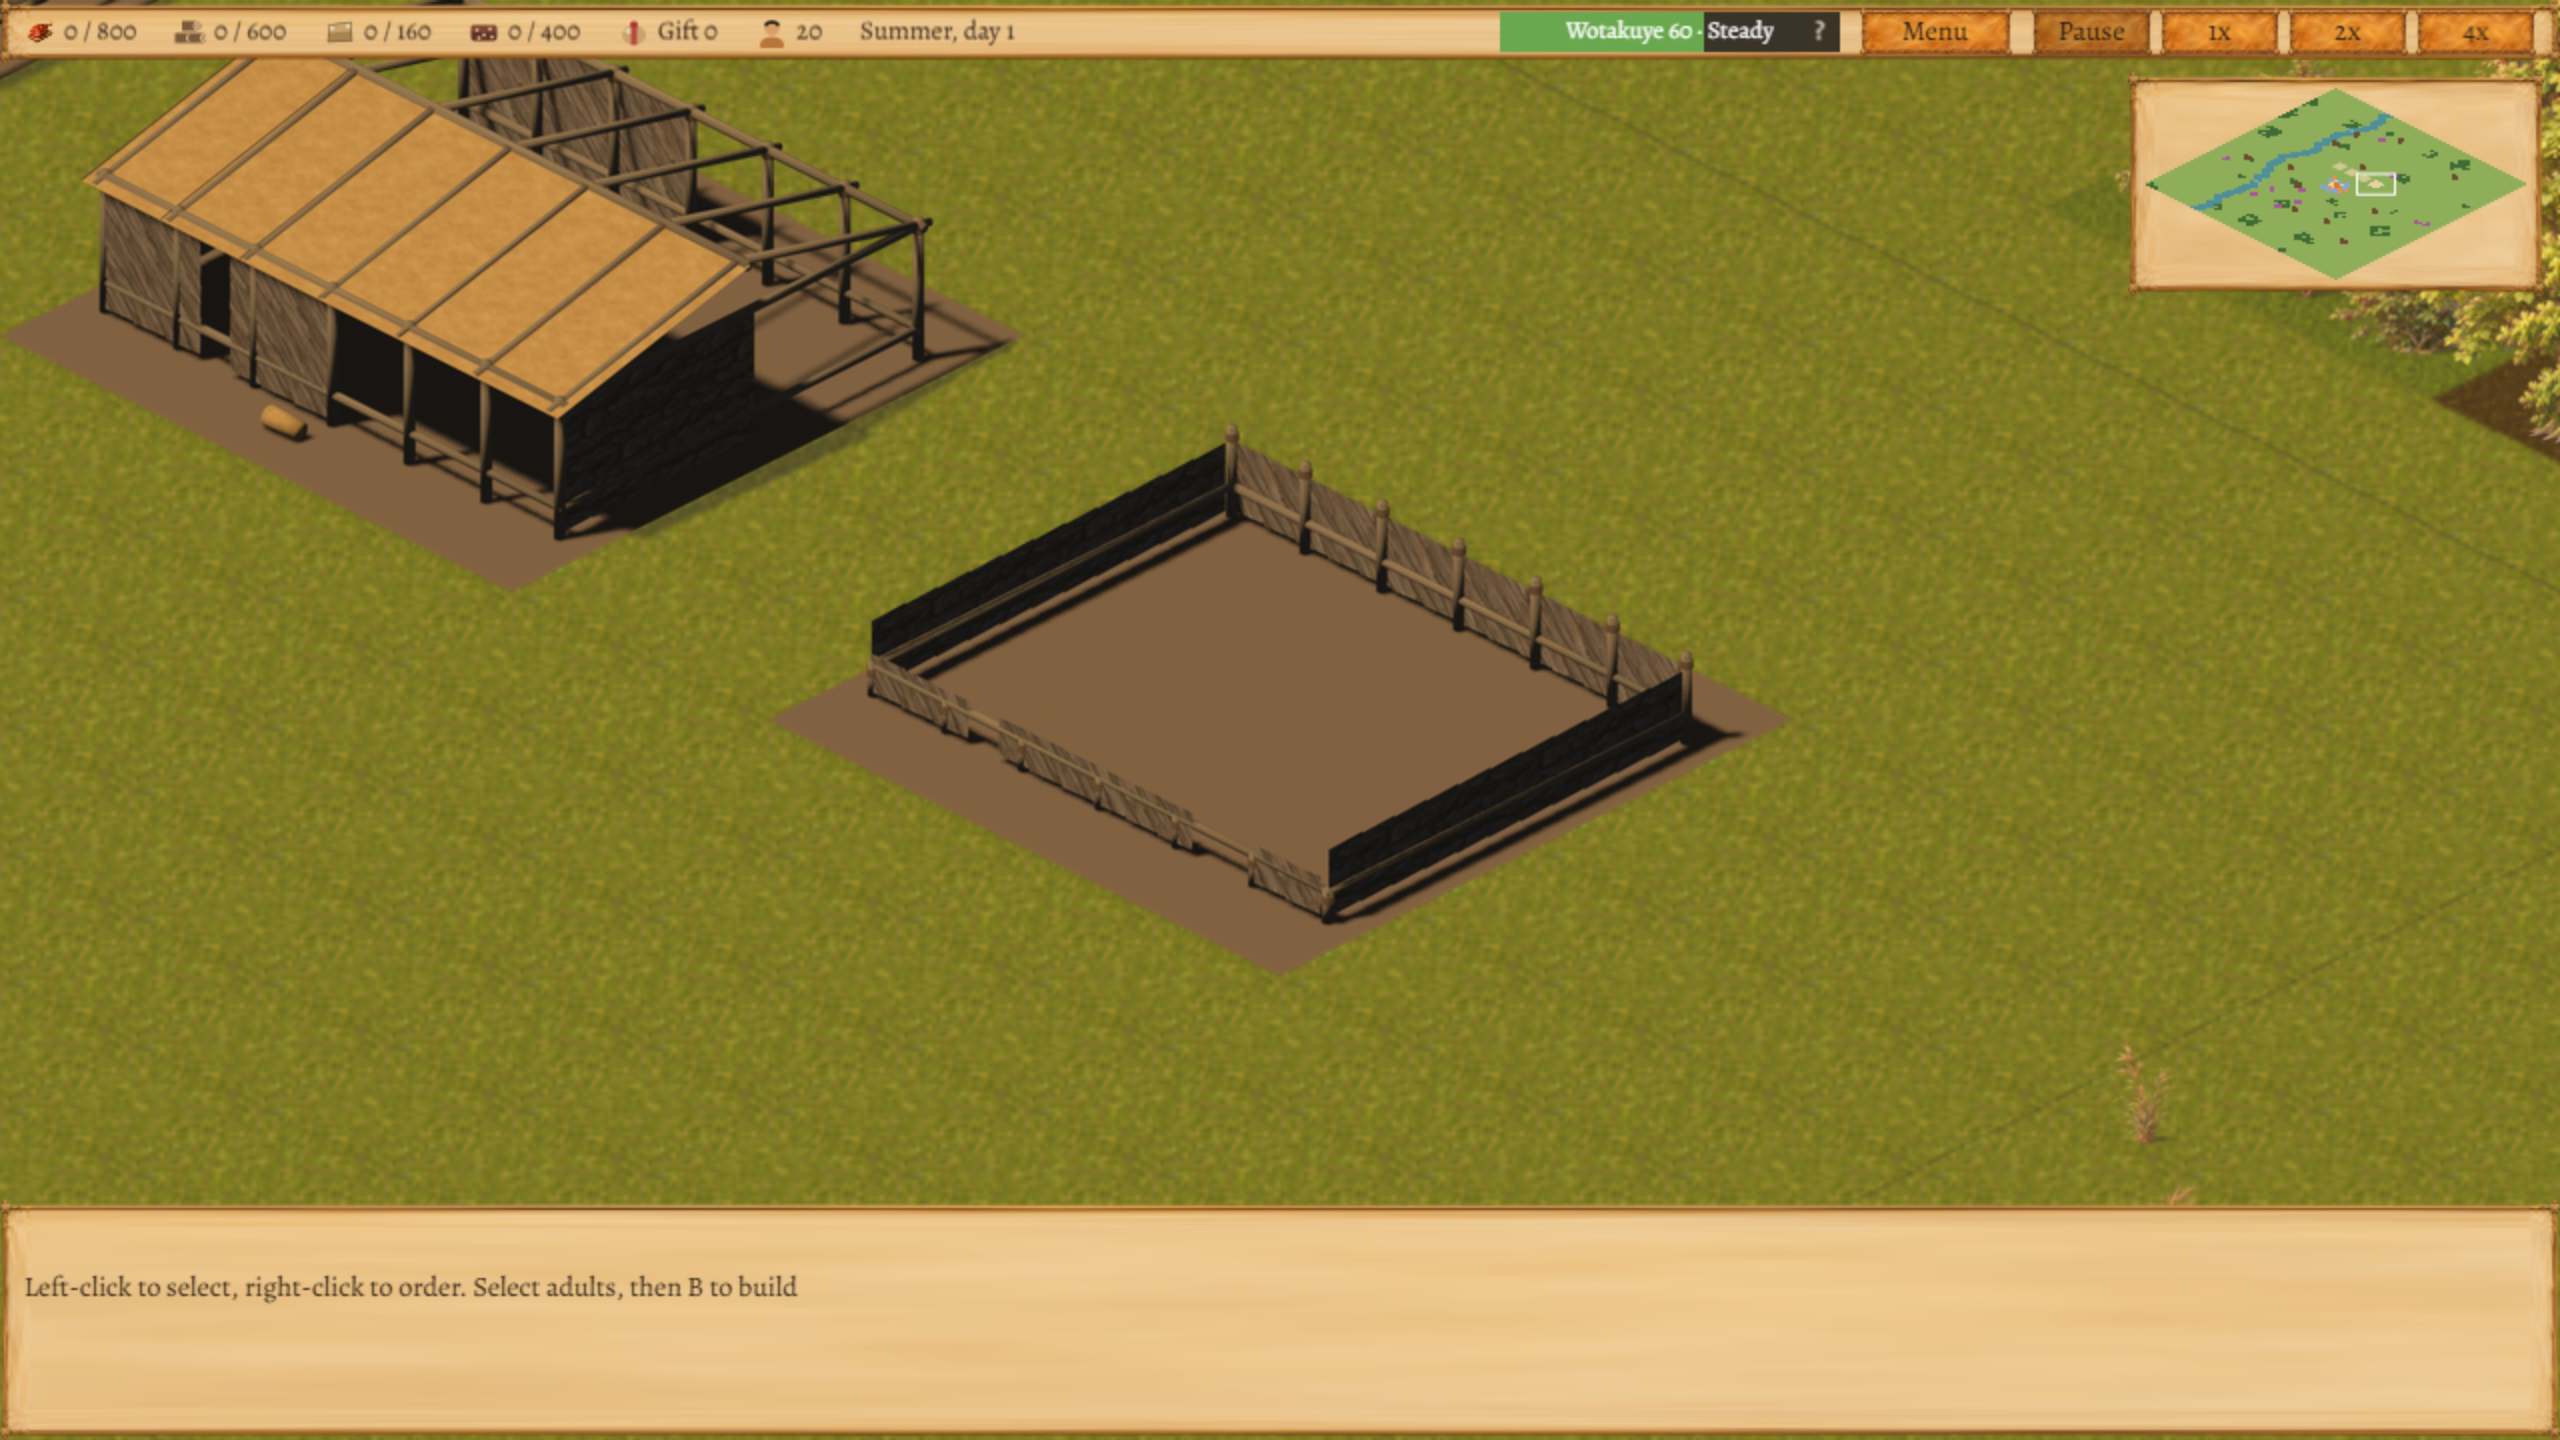 0 / 800 0 / 600 0 / 160 0 / 400 Gift 0 20 Summer, day 1 Wotakuye 60 · Steady ? Menu Pause 1x 2x 4x
Left-click to select, right-click to order. Select adults, then B to build